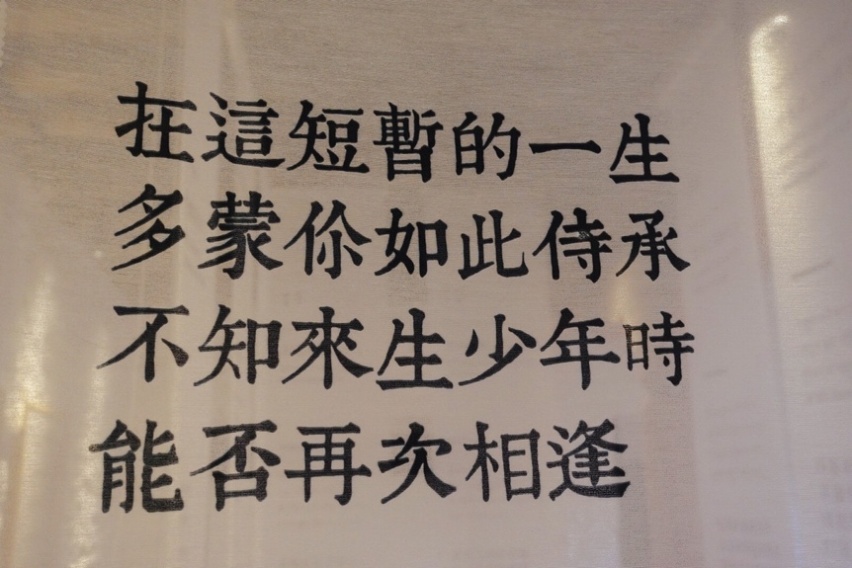 在這短暫的一生
多蒙你如此侍承
不知來生少年時
能否再次相逢